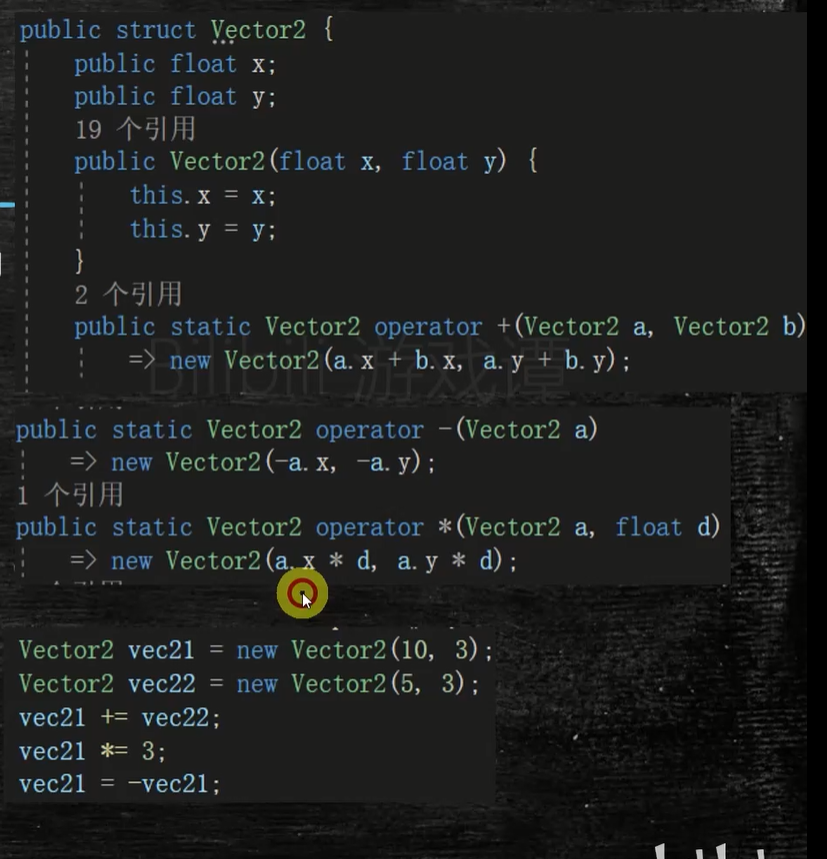 public struct Vector2 {
public float x;
public float y;
19 个引用
public Vector2(float x, float y) {
this.x = x;
this.y = y;
}
2 个引用
public static Vector2 operator +(Vector2 a, Vector2 b)
=> new Vector2(a.x + b.x, a.y + b.y);
Bilibili 游戏谭
public static Vector2 operator -(Vector2 a)
=> new Vector2(-a.x, -a.y);
1 个引用
public static Vector2 operator *(Vector2 a, float d)
=> new Vector2(a.x * d, a.y * d);
Vector2 vec21 = new Vector2(10, 3);
Vector2 vec22 = new Vector2(5, 3);
vec21 += vec22;
vec21 *= 3;
vec21 = -vec21;